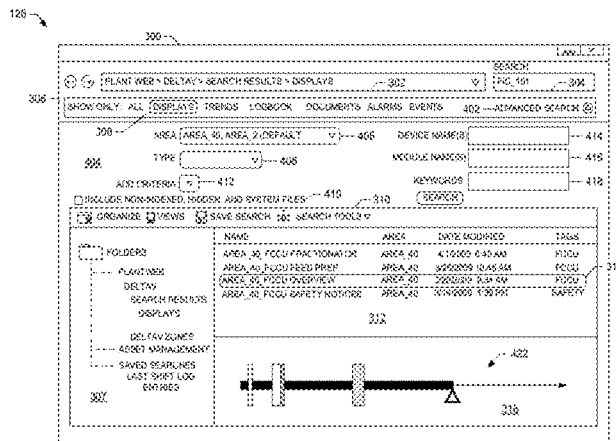 126
300
SEARCH
PLANT WEB > DELTAV > SEARCH RESULTS > DISPLAYS
302
304
306
SHOW ONLY: ALL DISPLAYS TRENDS LOGBOOK DOCUMENTS ALARMS EVENTS 402 ADVANCED SEARCH
308
404
AREA AREA_40, AREA_2 (DEFAULT 406
DEVICE NAME(S) 414
TYPE
MODULE NAME(S) 416
ADD CRITERIA 412
KEYWORDS 418
INCLUDE NON-INDEXED, HIDDEN, AND SYSTEM FILES 410
SEARCH
310
ORGANIZE VIEWS SAVE SEARCH SEARCH TOOLS
NAME AREA DATE MODIFIED TAGS
FOLDERS
PLANTWEB
DELTAV
SEARCH RESULTS
DISPLAYS
DELTAV ZONES
ASSET MANAGEMENT
SAVED SEARCHES
LAST SHIFT LOG
ENTRIES
307
AREA_40_FCCU FRACTIONATOR AREA_40 FCCU
AREA_40_FCCU FEED PREP AREA_40 FCCU
AREA_40_FCCU OVERVIEW AREA_40 FCCU
AREA_40_FCCU SAFETY NOTICES AREA_40 SAFETY
312
422